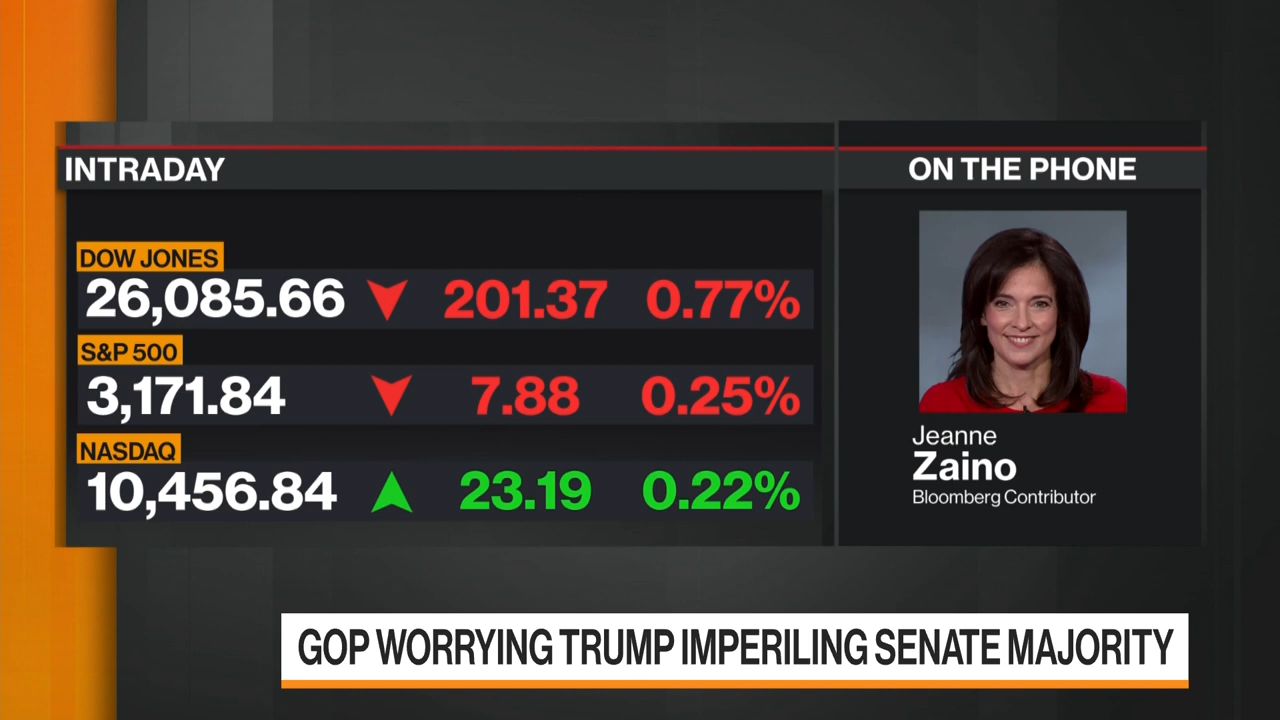 INTRADAY
ON THE PHONE
DOW JONES
26,085.66 ▼ 201.37 0.77%
S&P 500
3,171.84 ▼ 7.88 0.25%
NASDAQ
10,456.84 ▲ 23.19 0.22%
Jeanne
Zaino
Bloomberg Contributor
GOP WORRYING TRUMP IMPERILING SENATE MAJORITY